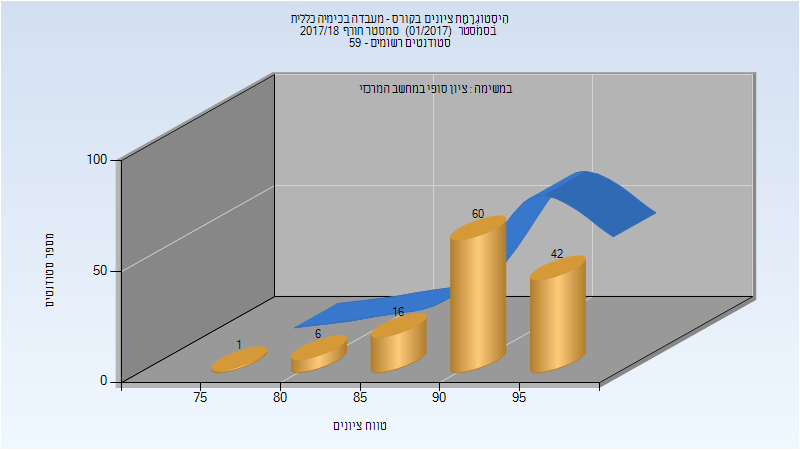 היסטוגרמת ציונים בקורס - מעבדה בכימיה כללית
בסמסטר (01/2017) סמסטר חורף 2017/18
סטודנטים רשומים - 59
במשימה : ציון סופי במחשב המרכזי
מספר סטודנטים
100
50
0
1
6
16
60
42
75
80
85
90
95
טווח ציונים